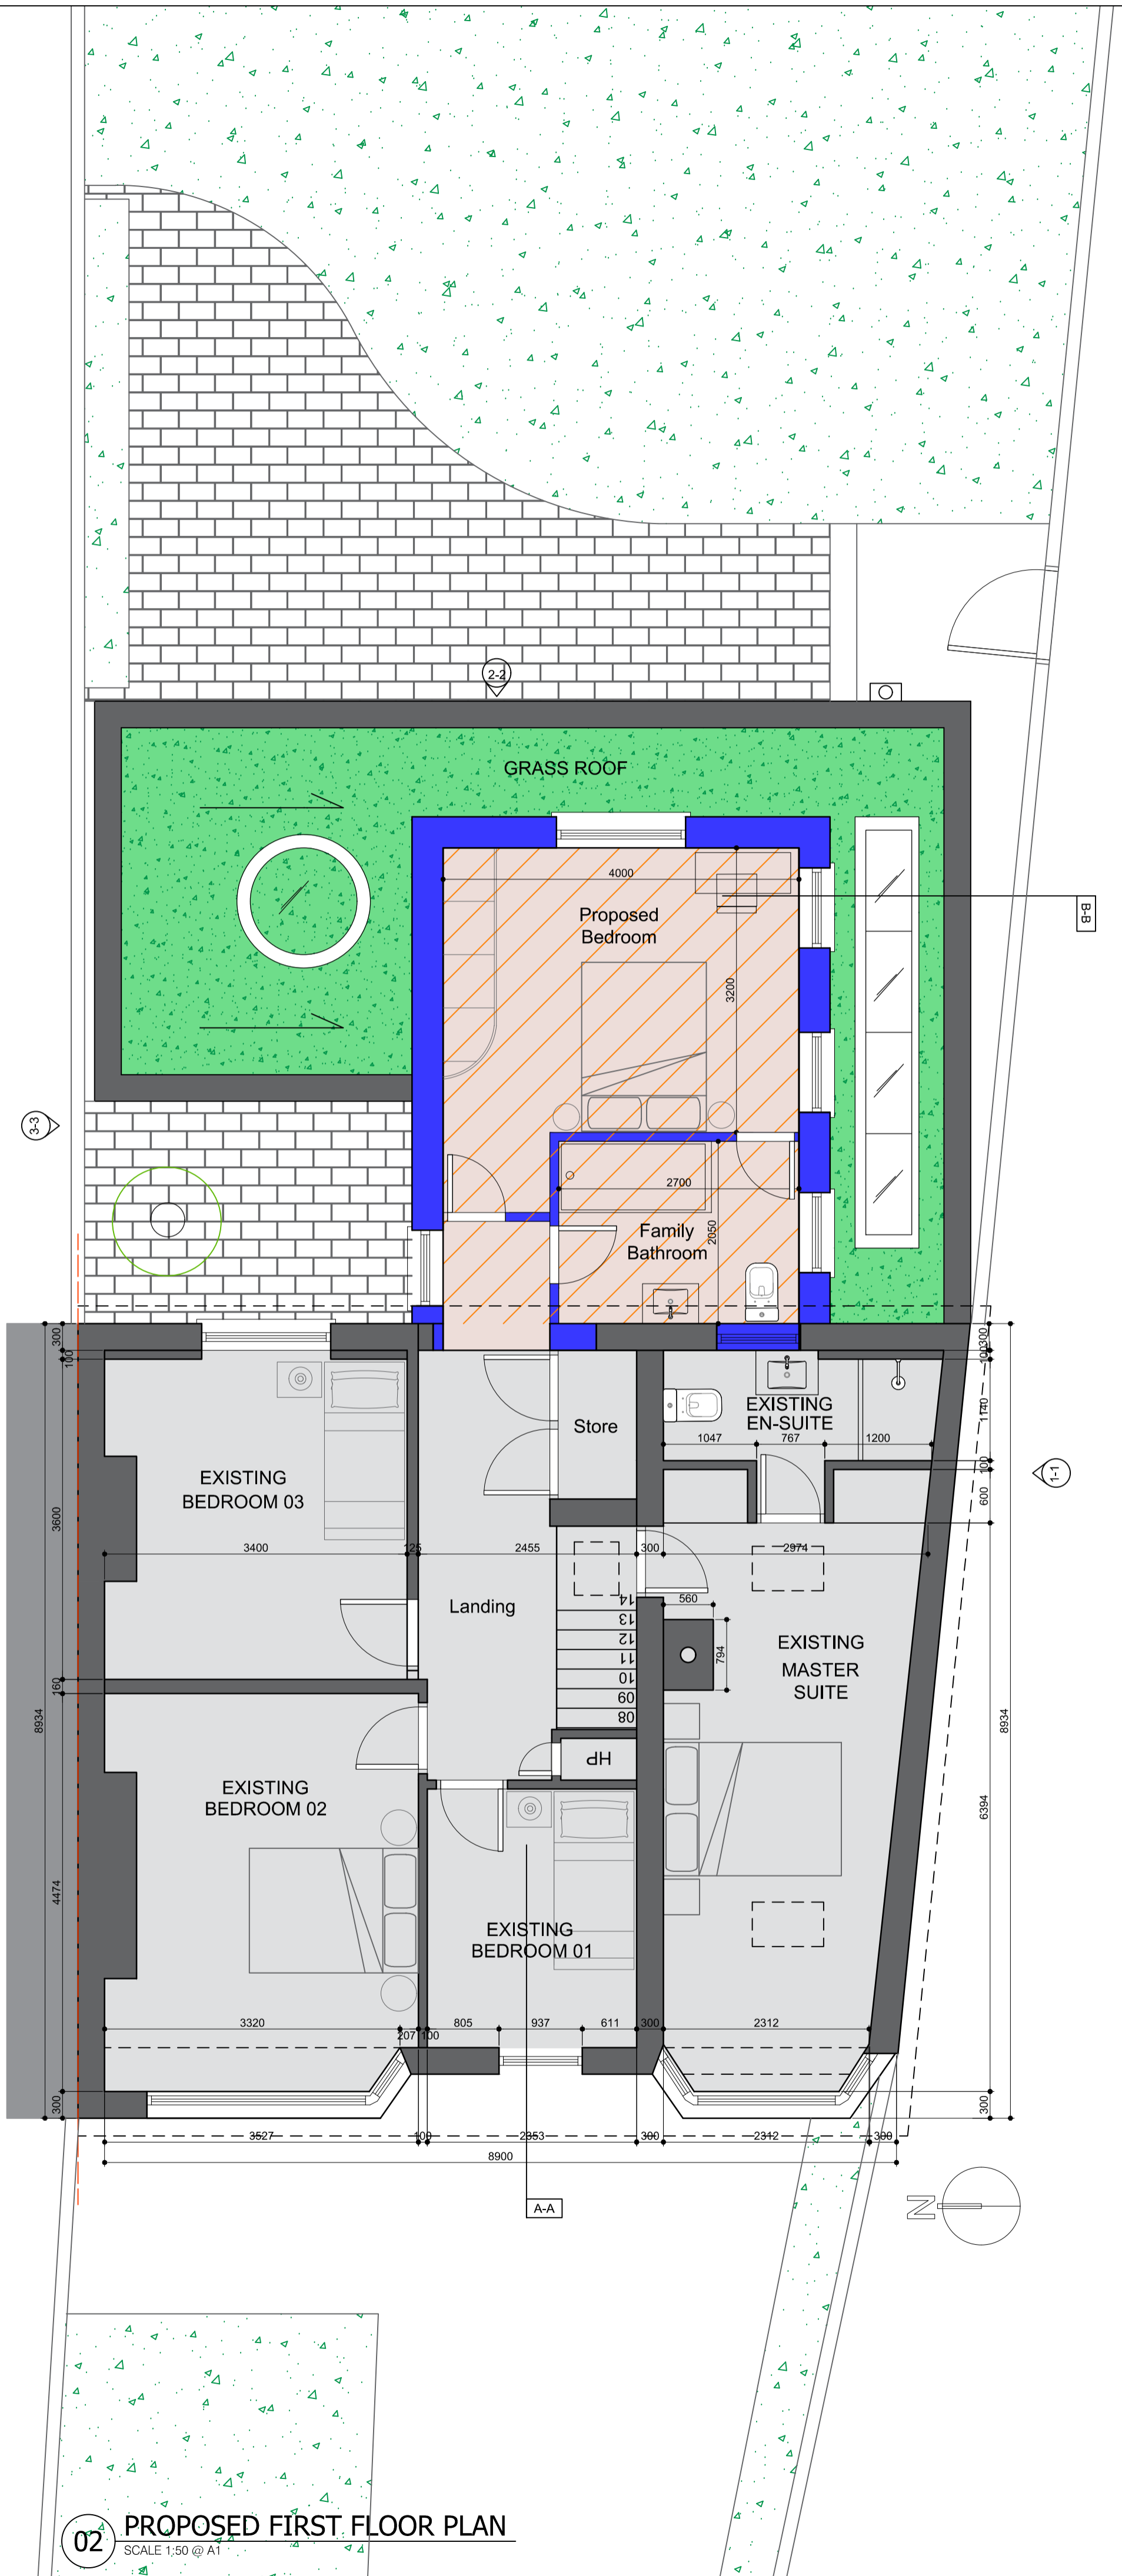 2-2
GRASS ROOF
4000
B-B
Proposed
Bedroom
3200
3-3
2700
Family
Bathroom
2050
300
100
300
100
Store
EXISTING
EN-SUITE
1140
1047
767
1200
1-1
EXISTING
BEDROOM 03
100
600
3600
3400
125
2455
300
2974
Landing
14
13
12
11
10
09
08
560
794
EXISTING
MASTER
SUITE
160
8934
8934
HP
EXISTING
BEDROOM 02
6394
4474
EXISTING
BEDROOM 01
3320
207
100
805
937
611
300
2312
300
300
3527
100
2353
300
2312
300
8900
A-A
N
02
PROPOSED FIRST FLOOR PLAN
SCALE 1:50 @ A1